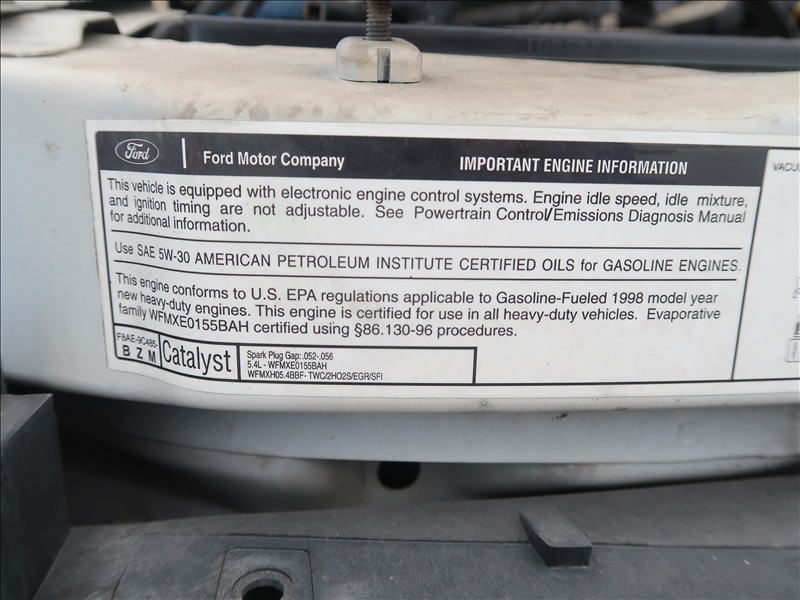 Ford
Ford Motor Company
IMPORTANT ENGINE INFORMATION
This vehicle is equipped with electronic engine control systems. Engine idle speed, idle mixture,
and ignition timing are not adjustable. See Powertrain Control/Emissions Diagnosis Manual
for additional information.
Use SAE 5W-30 AMERICAN PETROLEUM INSTITUTE CERTIFIED OILS for GASOLINE ENGINES.
This engine conforms to U.S. EPA regulations applicable to Gasoline-Fueled 1998 model year
new heavy-duty engines. This engine is certified for use in all heavy-duty vehicles. Evaporative
family WFMXE0155BAH certified using §86.130-96 procedures.
F8AE-9C485-
B Z M
Catalyst
Spark Plug Gap:.052-.056
5.4L - WFMXE0155BAH
WFMXH05.4BBF- TWC/2HO2S/EGR/SFI
VACUU